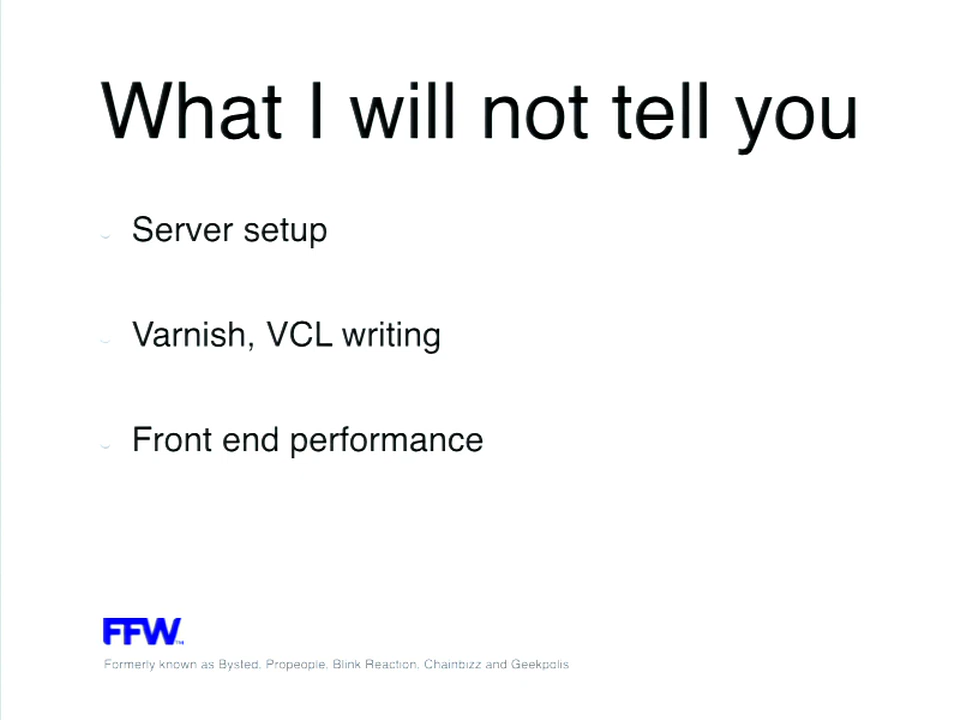 What I will not tell you
Server setup
Varnish, VCL writing
Front end performance
FFW™
Formerly known as Bysted, Propeople, Blink Reaction, Chainbizz and Geekpolis